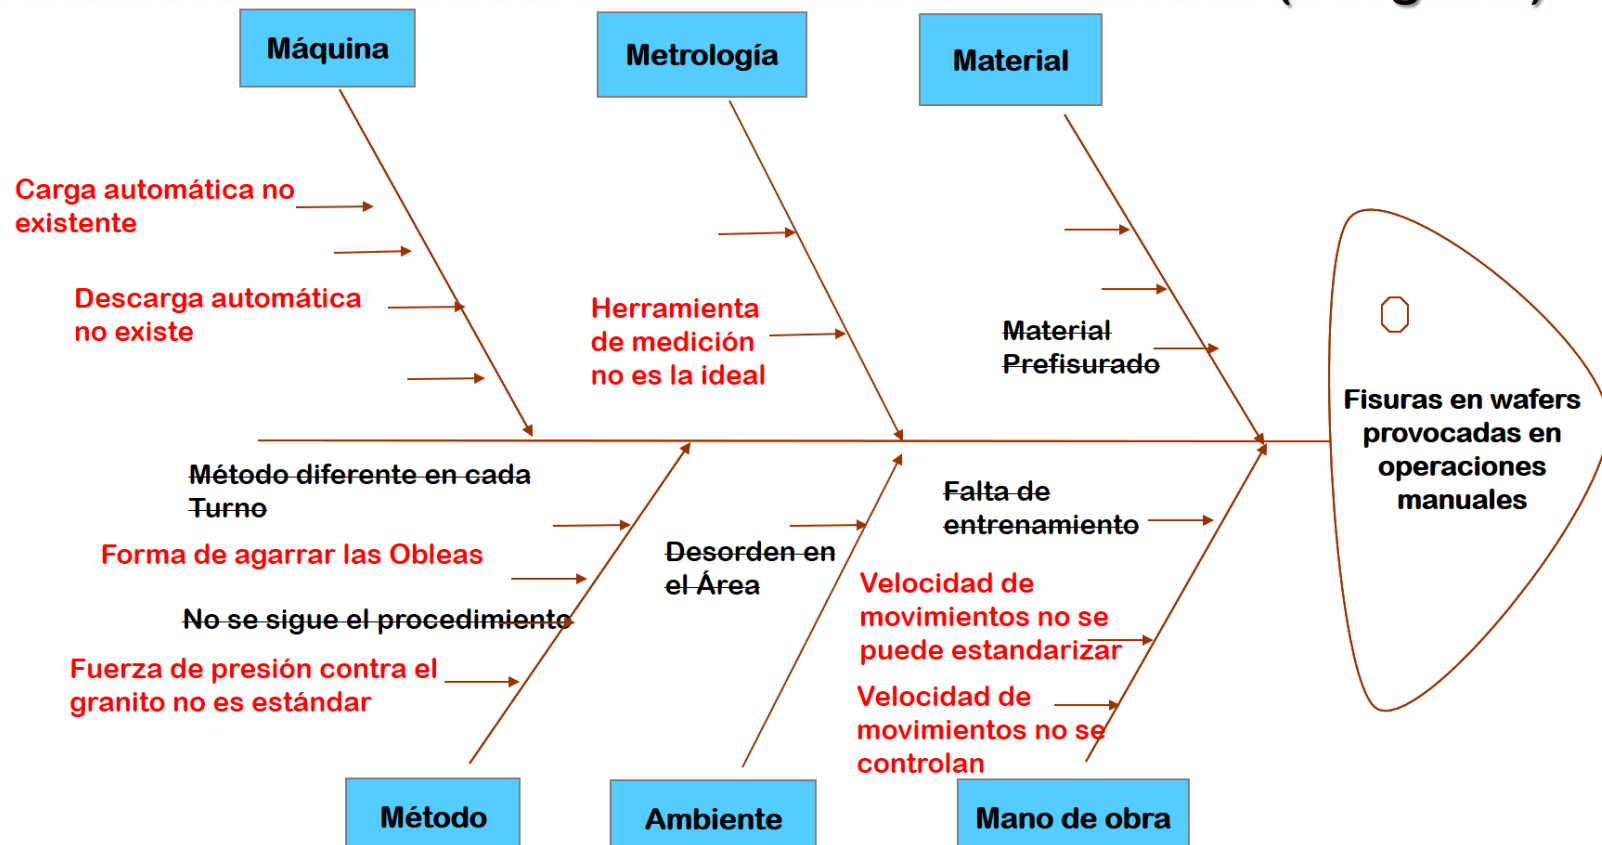 Máquina
Metrología
Material
Carga automática no
existente
Descarga automática
no existe
Herramienta
de medición
no es la ideal
Material
Prefisurado
Fisuras en wafers
provocadas en
operaciones
manuales
Método diferente en cada
Turno
Forma de agarrar las Obleas
No se sigue el procedimiento
Fuerza de presión contra el
granito no es estándar
Desorden en
el Área
Falta de
entrenamiento
Velocidad de
movimientos no se
puede estandarizar
Velocidad de
movimientos no se
controlan
Método
Ambiente
Mano de obra